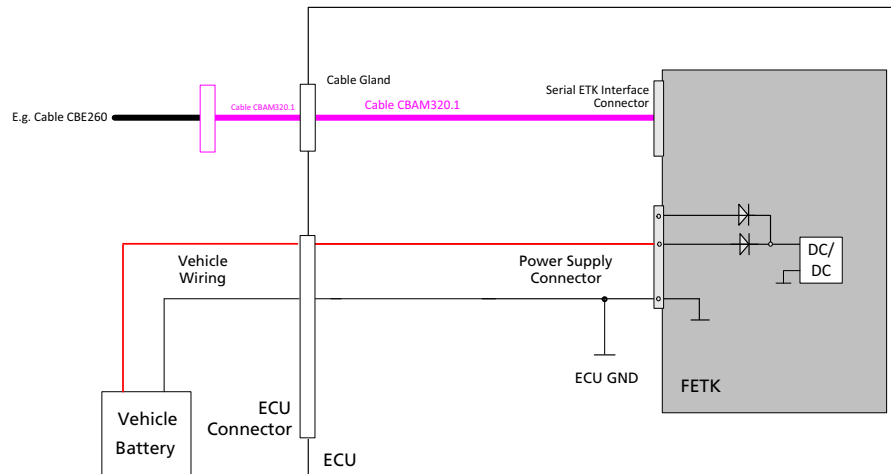 Cable Gland
Serial ETK Interface
Connector
E.g. Cable CBE260
Cable CBAM320.1
Cable CBAM320.1
Vehicle
Wiring
Power Supply
Connector
DC/
DC
ECU GND
FETK
Vehicle
Battery
ECU
Connector
ECU